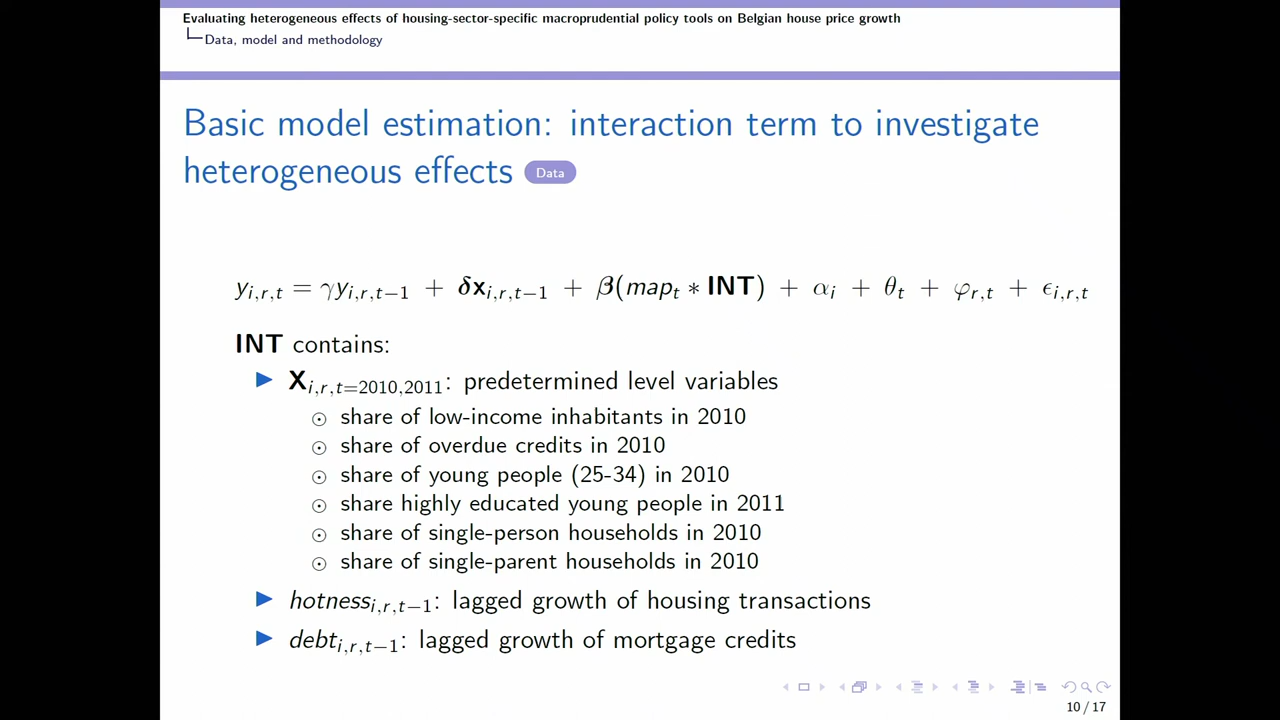 Evaluating heterogeneous effects of housing-sector-specific macroprudential policy tools on Belgian house price growth
Data, model and methodology
Basic model estimation: interaction term to investigate
heterogeneous effects Data
y_{i,r,t} = γy_{i,r,t−1} + δx_{i,r,t−1} + β(map_t ∗ INT) + α_i + θ_t + φ_{r,t} + ϵ_{i,r,t}
INT contains:
▶ X_{i,r,t=2010,2011}: predetermined level variables
⊙ share of low-income inhabitants in 2010
⊙ share of overdue credits in 2010
⊙ share of young people (25-34) in 2010
⊙ share highly educated young people in 2011
⊙ share of single-person households in 2010
⊙ share of single-parent households in 2010
▶ hotness_{i,r,t−1}: lagged growth of housing transactions
▶ debt_{i,r,t−1}: lagged growth of mortgage credits
10 / 17